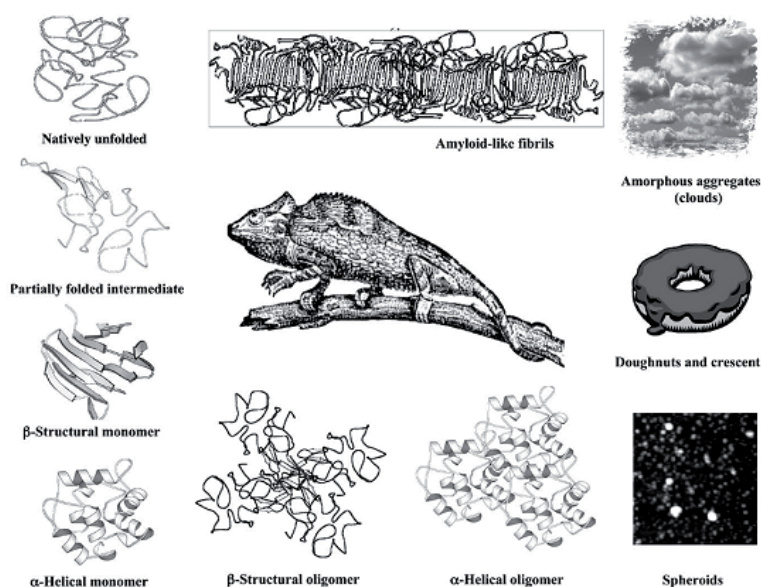 Natively unfolded
Amyloid-like fibrils
Amorphous aggregates
(clouds)
Partially folded intermediate
Doughnuts and crescent
β-Structural monomer
α-Helical monomer
β-Structural oligomer
α-Helical oligomer
Spheroids